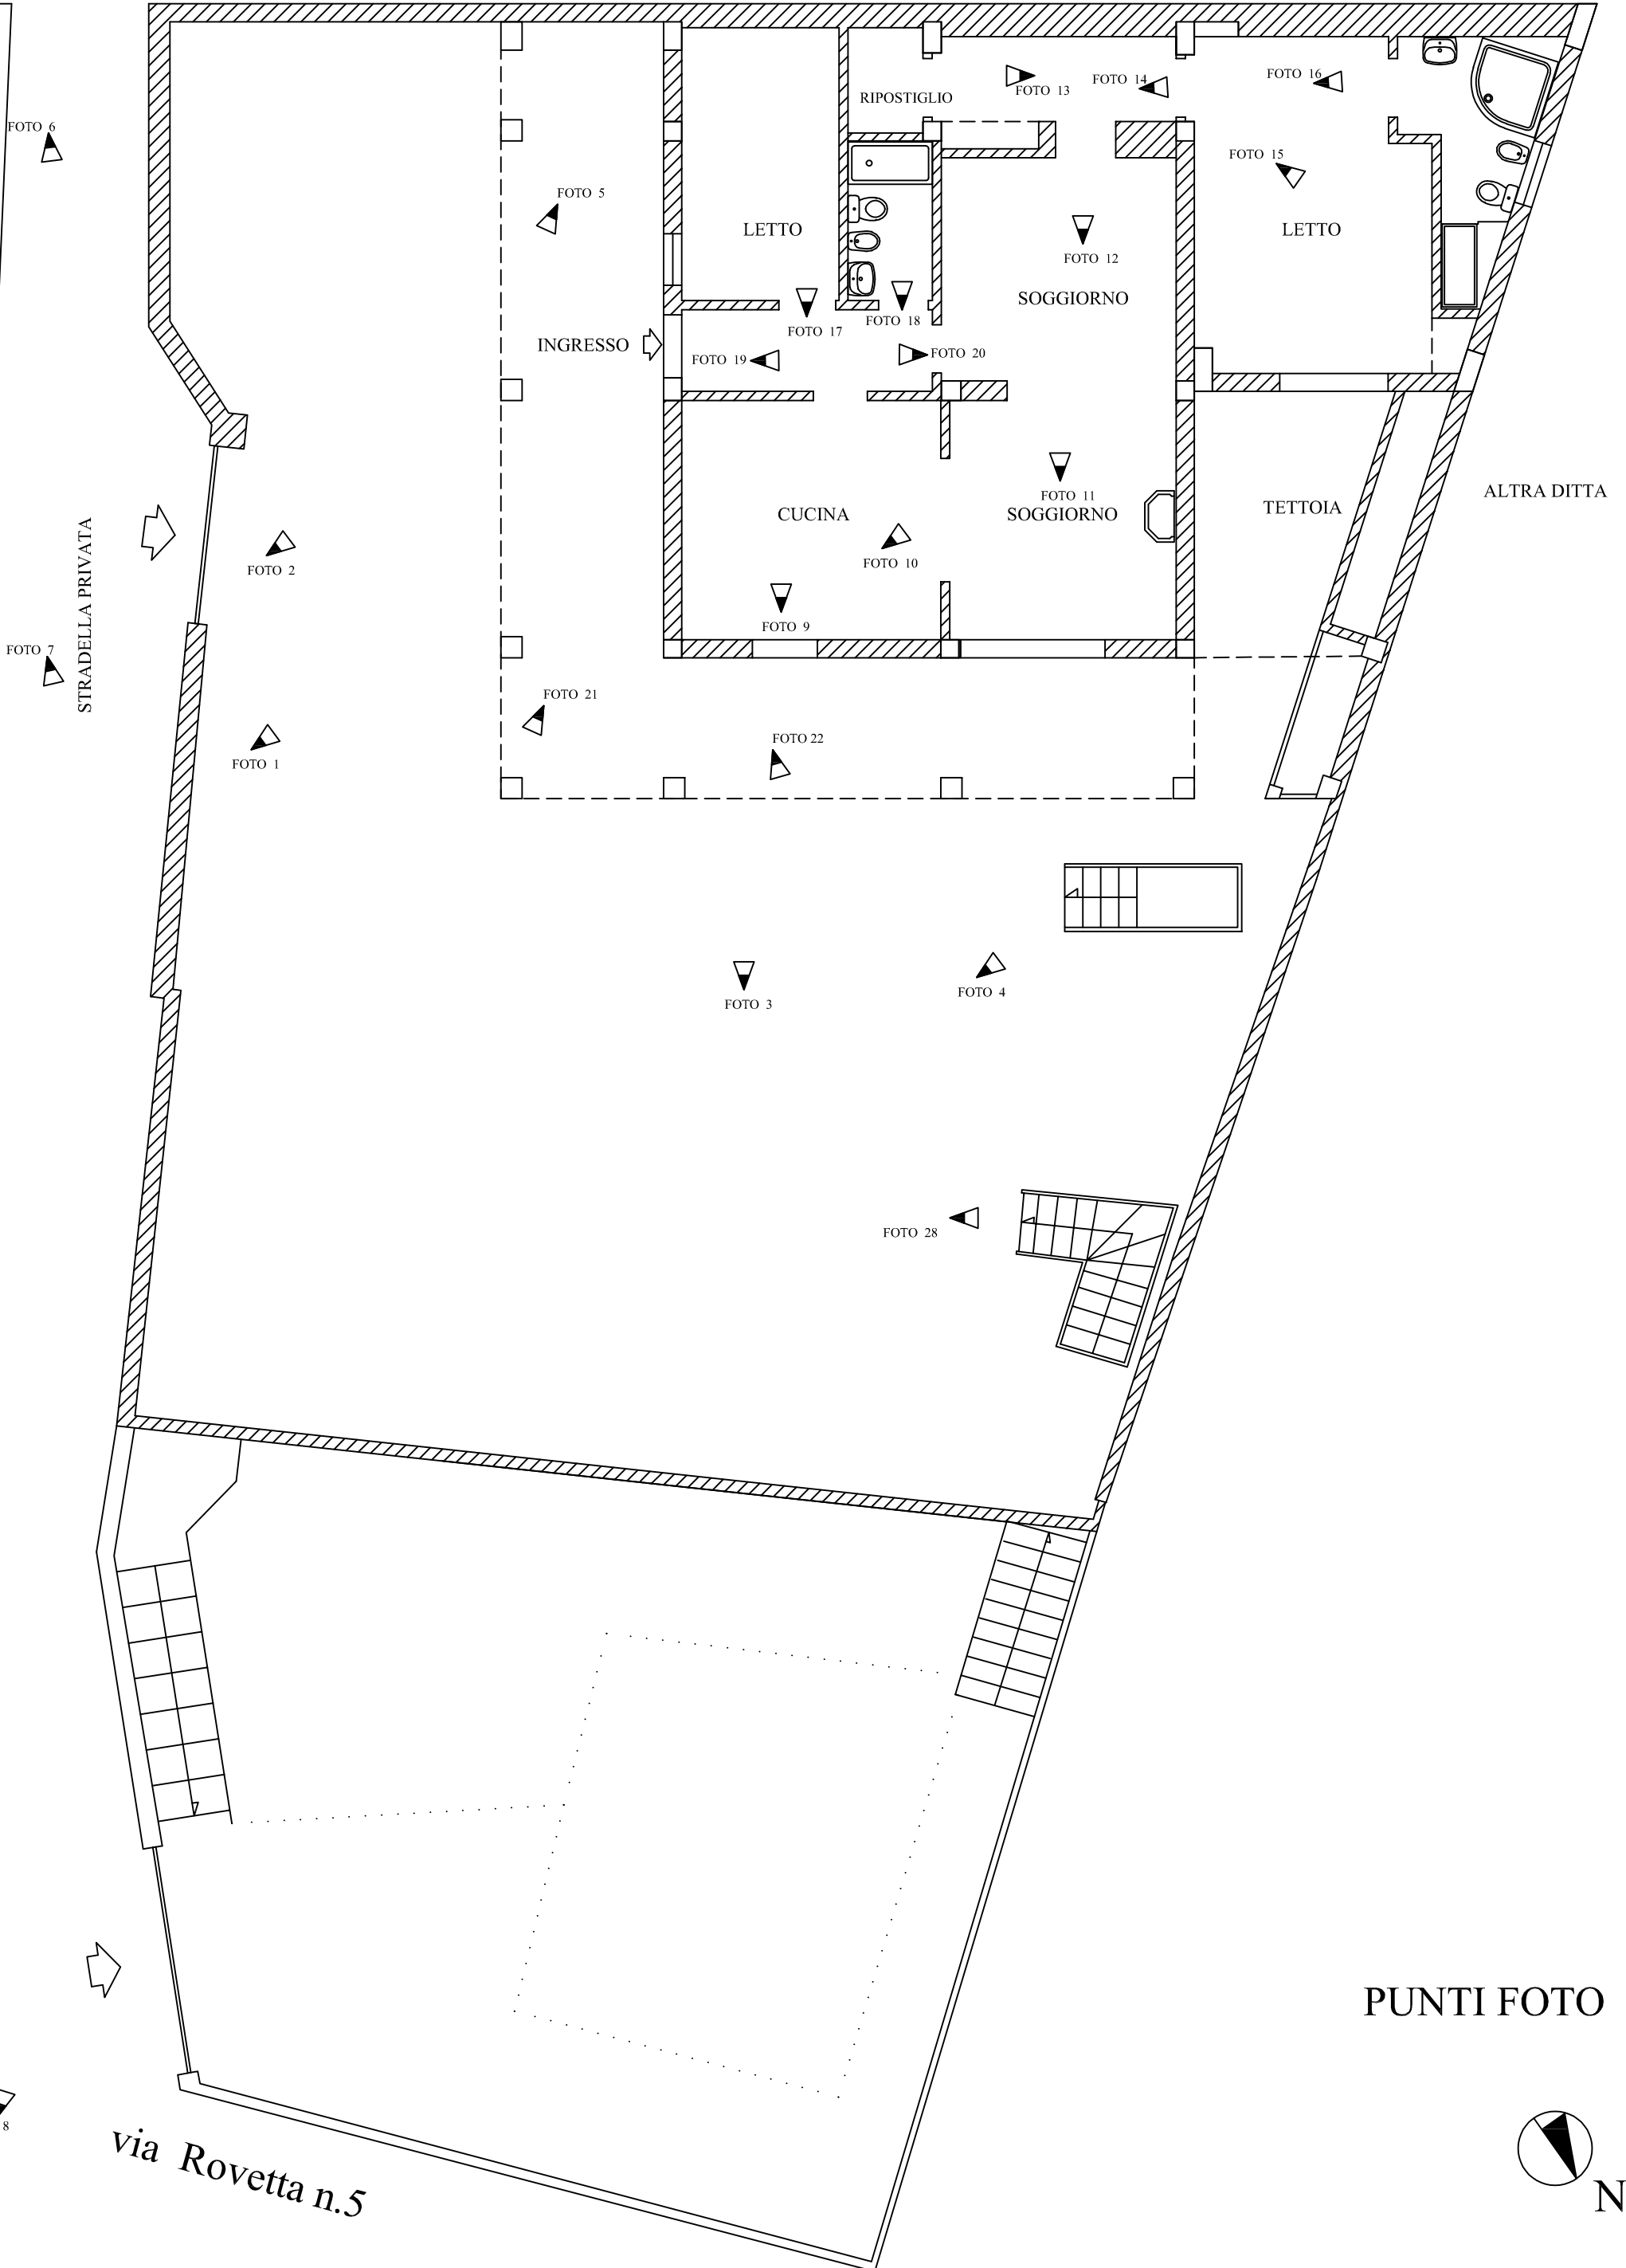 FOTO 16
FOTO 14
FOTO 13
RIPOSTIGLIO
FOTO 6
FOTO 15
FOTO 5
LETTO
LETTO
FOTO 12
SOGGIORNO
FOTO 18
FOTO 17
INGRESSO
FOTO 20
FOTO 19
ALTRA DITTA
FOTO 11
TETTOIA
CUCINA
SOGGIORNO
FOTO 10
FOTO 2
STRADELLA PRIVATA
FOTO 9
FOTO 7
FOTO 21
FOTO 22
FOTO 1
FOTO 4
FOTO 3
FOTO 28
PUNTI FOTO
8
via Rovetta n.5
N